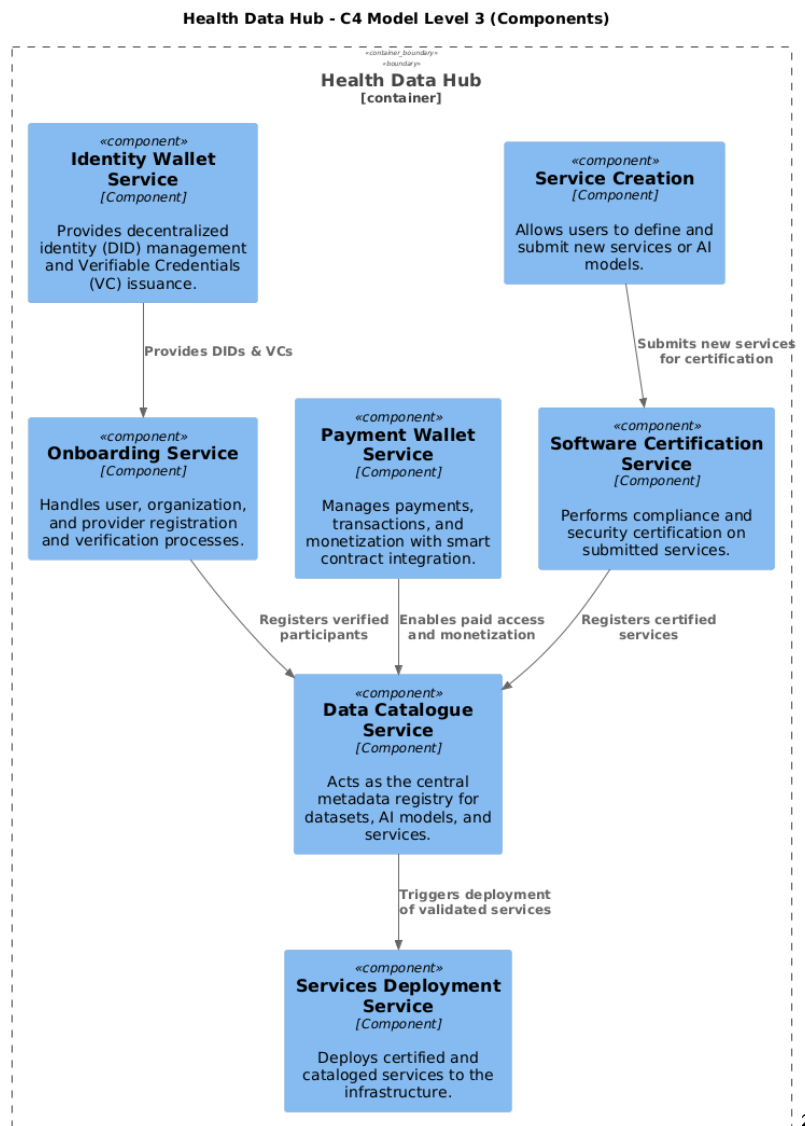 Health Data Hub - C4 Model Level 3 (Components)
«container_boundary»
«boundary»
Health Data Hub
[container]
«component»
Identity Wallet
Service
[Component]
Provides decentralized
identity (DID) management
and Verifiable Credentials
(VC) issuance.
«component»
Service Creation
[Component]
Allows users to define and
submit new services or AI
models.
Provides DIDs & VCs
Submits new services
for certification
«component»
Onboarding Service
[Component]
Handles user, organization,
and provider registration
and verification processes.
«component»
Payment Wallet
Service
[Component]
Manages payments,
transactions, and
monetization with smart
contract integration.
«component»
Software Certification
Service
[Component]
Performs compliance and
security certification on
submitted services.
Registers verified
participants
Enables paid access
and monetization
Registers certified
services
«component»
Data Catalogue
Service
[Component]
Acts as the central
metadata registry for
datasets, AI models, and
services.
Triggers deployment
of validated services
«component»
Services Deployment
Service
[Component]
Deploys certified and
cataloged services to the
infrastructure.